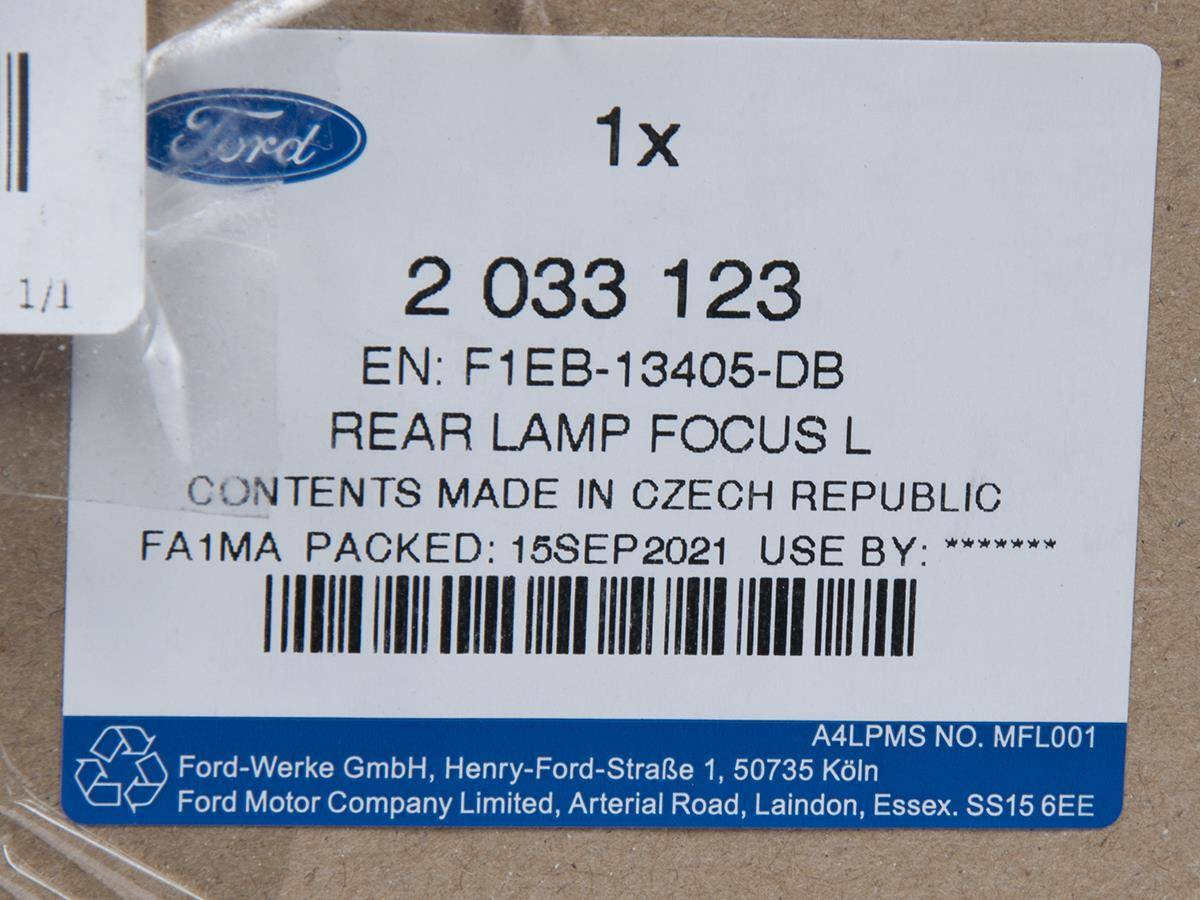 Ford
1x
1/1
2 033 123
EN: F1EB-13405-DB
REAR LAMP FOCUS L
CONTENTS MADE IN CZECH REPUBLIC
FA1MA PACKED: 15SEP2021 USE BY: *******
A4LPMS NO. MFL001
Ford-Werke GmbH, Henry-Ford-Straße 1, 50735 Köln
Ford Motor Company Limited, Arterial Road, Laindon, Essex. SS15 6EE